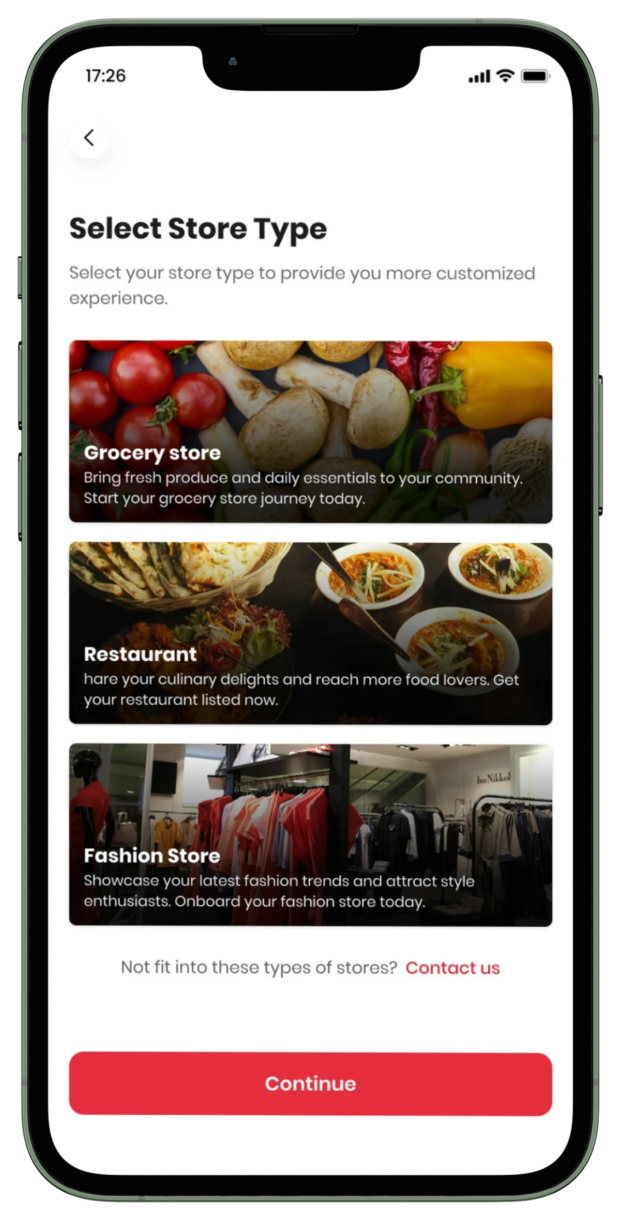 17:26
Select Store Type
Select your store type to provide you more customized
experience.
Grocery store
Bring fresh produce and daily essentials to your community.
Start your grocery store journey today.
Restaurant
hare your culinary delights and reach more food lovers. Get
your restaurant listed now.
Fashion Store
Showcase your latest fashion trends and attract style
enthusiasts. Onboard your fashion store today.
Not fit into these types of stores? Contact us
Continue